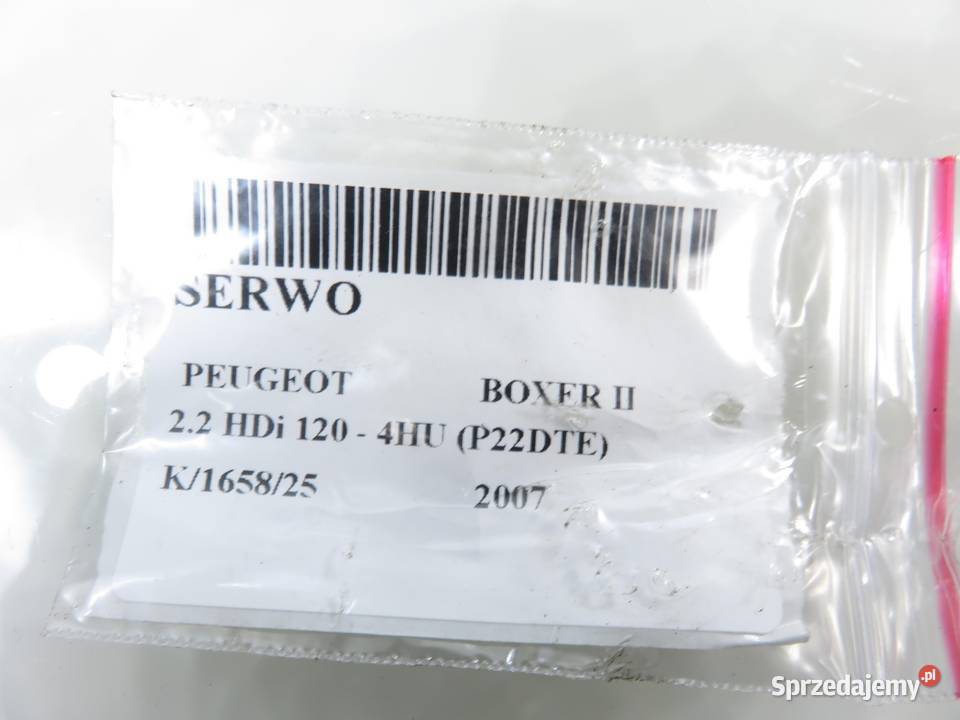 SERWO
PEUGEOT BOXER II
2.2 HDi 120 - 4HU (P22DTE)
K/1658/25 2007
Sprzedajemy.pl